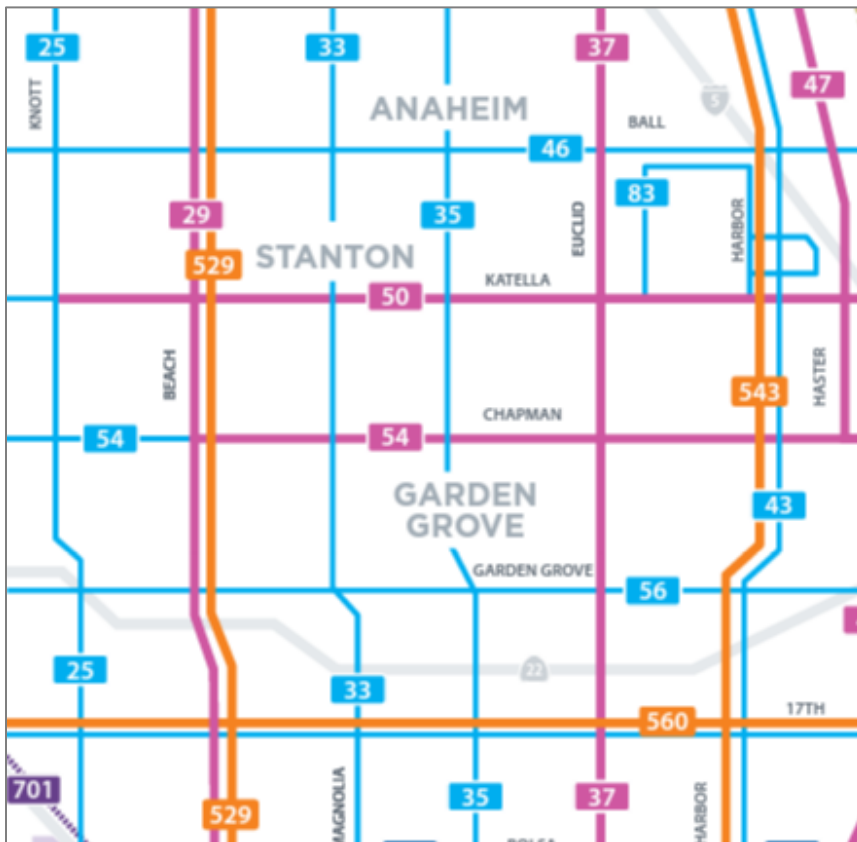 25
33
37
47
KNOTT
5
ANAHEIM
BALL
46
83
29
35
EUCLID
HARBOR
STANTON
529
KATELLA
50
BEACH
HASTER
543
CHAPMAN
54
54
GARDEN
GROVE
43
GARDEN GROVE
56
25
22
33
17TH
560
701
MAGNOLIA
35
37
HARBOR
529